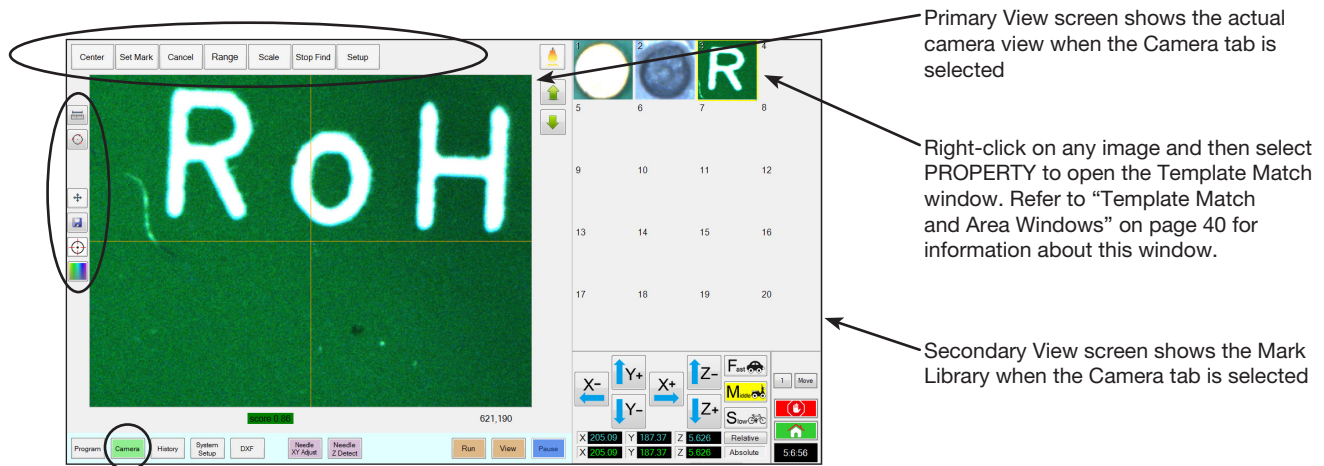 Primary View screen shows the actual
camera view when the Camera tab is
selected
Center Set Mark Cancel Range Scale Stop Find Setup
1 2 3 4
R
R o H
5 6 7 8
Right-click on any image and then select
PROPERTY to open the Template Match
window. Refer to “Template Match
and Area Windows” on page 40 for
information about this window.
9 10 11 12
13 14 15 16
17 18 19 20
Secondary View screen shows the Mark
Library when the Camera tab is selected
X- Y+ X+ Z- Fast
Y- Z+ Middle
Slow
1 Move
score 0.86 621,190
X 205.09 Y 187.37 Z 5.626 Relative
X 205.09 Y 187.37 Z 5.626 Absolute
Program Camera History System Setup DXF Needle XY Adjust Needle Z Detect Run View Pause
5:6:56